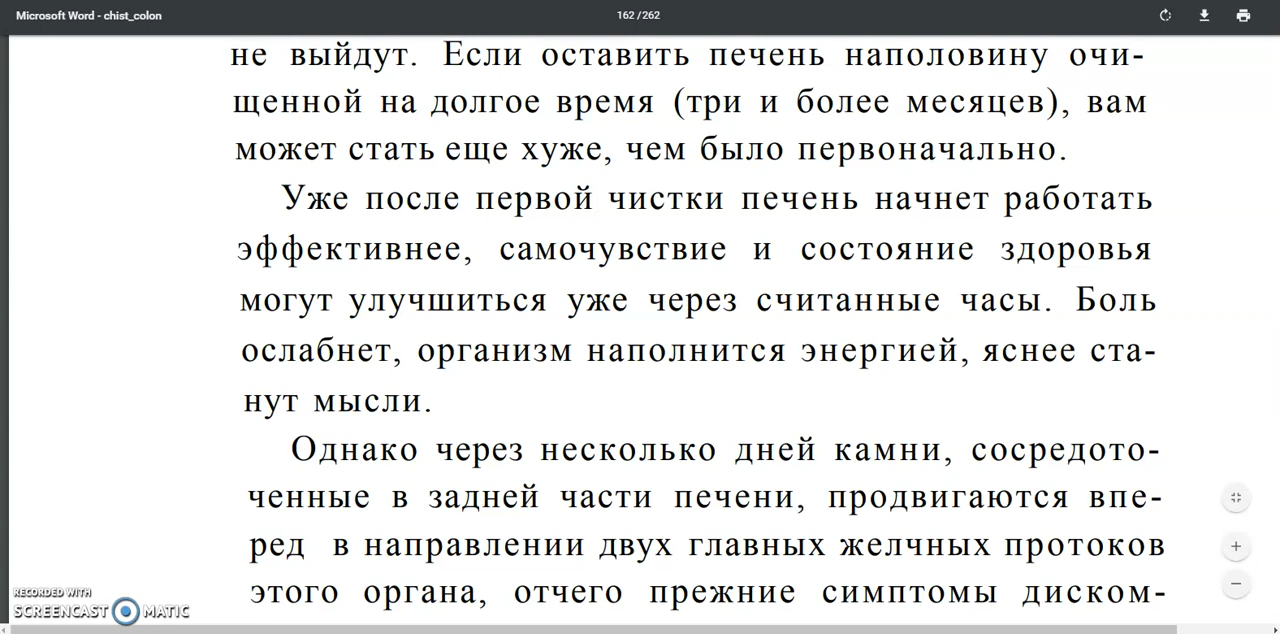 Microsoft Word - chist_colon
162 / 262
не выйдут. Если оставить печень наполовину очи-
щенной на долгое время (три и более месяцев), вам
может стать еще хуже, чем было первоначально.
Уже после первой чистки печень начнет работать
эффективнее, самочувствие и состояние здоровья
могут улучшиться уже через считанные часы. Боль
ослабнет, организм наполнится энергией, яснее ста-
нут мысли.
Однако через несколько дней камни, сосредото-
ченные в задней части печени, продвигаются впе-
ред в направлении двух главных желчных протоков
этого органа, отчего прежние симптомы диском-
RECORDED WITH
SCREENCAST MATIC